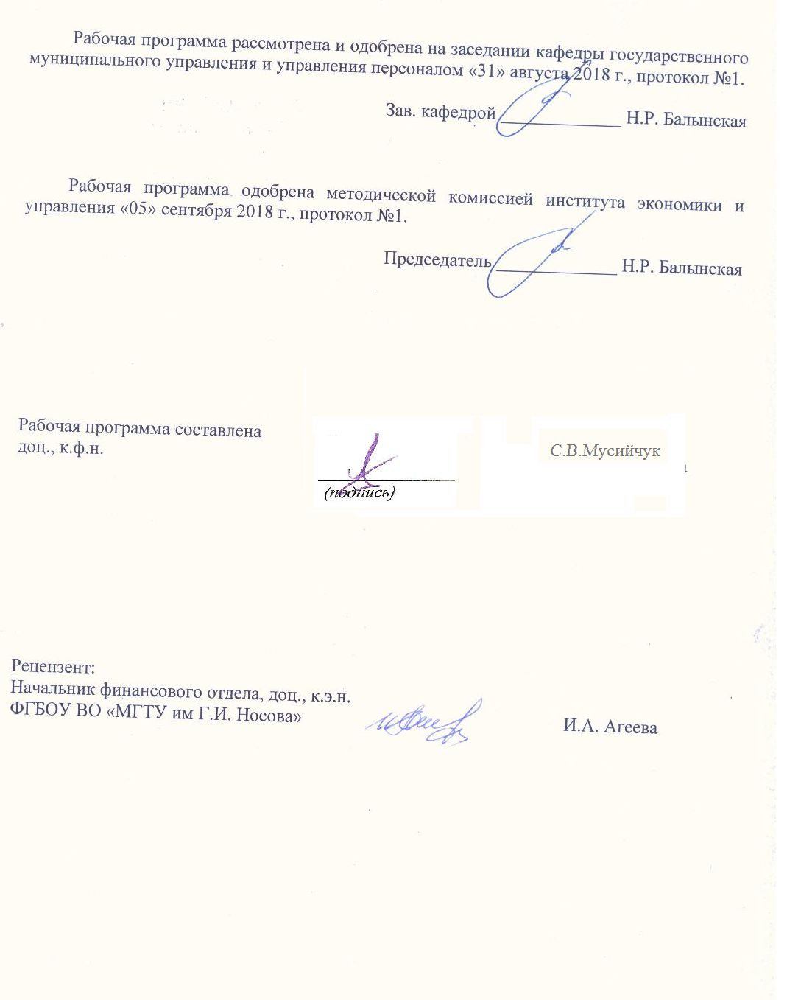 Рабочая программа рассмотрена и одобрена на заседании кафедры государственного
муниципального управления и управления персоналом «31» августа 2018 г., протокол №1.
Зав. кафедрой _____________ Н.Р. Балынская
Рабочая программа одобрена методической комиссией института экономики и
управления «05» сентября 2018 г., протокол №1.
Председатель _____________ Н.Р. Балынская
Рабочая программа составлена
доц., к.ф.н.
С.В.Мусийчук
(подпись)
Рецензент:
Начальник финансового отдела, доц., к.э.н.
ФГБОУ ВО «МГТУ им Г.И. Носова»
И.А. Агеева